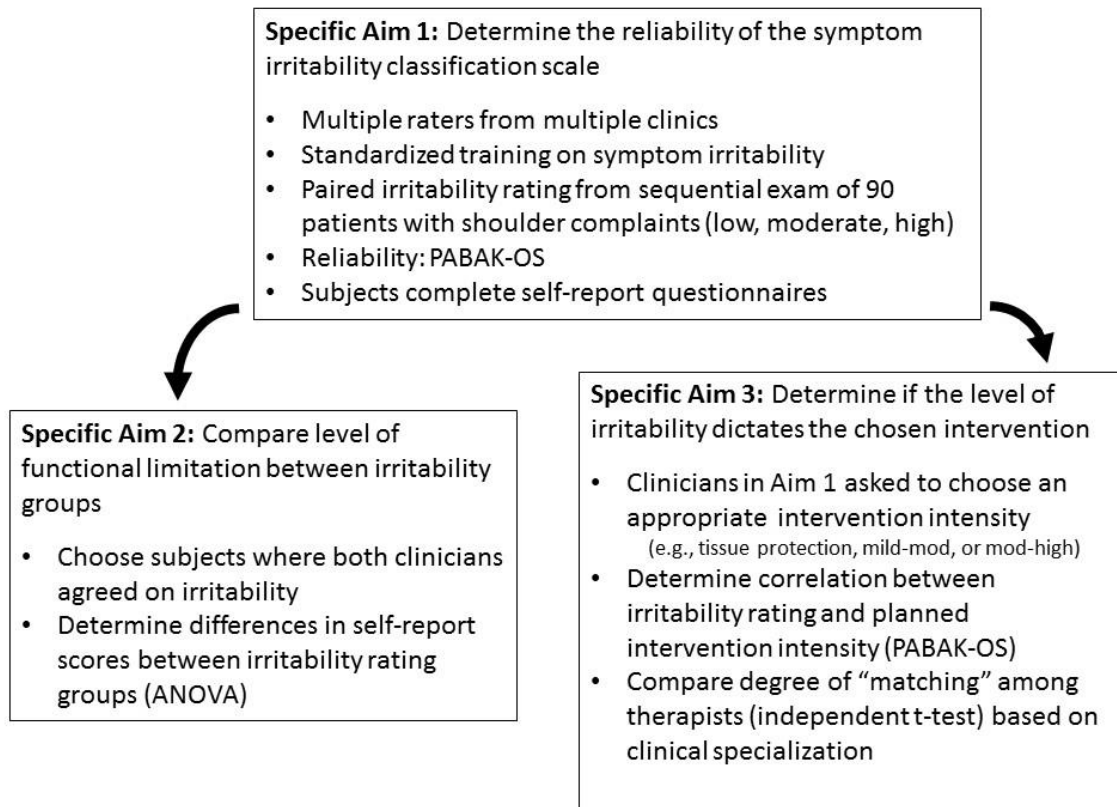 Specific Aim 1: Determine the reliability of the symptom
irritability classification scale
• Multiple raters from multiple clinics
• Standardized training on symptom irritability
• Paired irritability rating from sequential exam of 90
patients with shoulder complaints (low, moderate, high)
• Reliability: PABAK-OS
• Subjects complete self-report questionnaires
Specific Aim 2: Compare level of
functional limitation between irritability
groups
• Choose subjects where both clinicians
agreed on irritability
• Determine differences in self-report
scores between irritability rating
groups (ANOVA)
Specific Aim 3: Determine if the level of
irritability dictates the chosen intervention
• Clinicians in Aim 1 asked to choose an
appropriate intervention intensity
(e.g., tissue protection, mild-mod, or mod-high)
• Determine correlation between
irritability rating and planned
intervention intensity (PABAK-OS)
• Compare degree of “matching” among
therapists (independent t-test) based on
clinical specialization